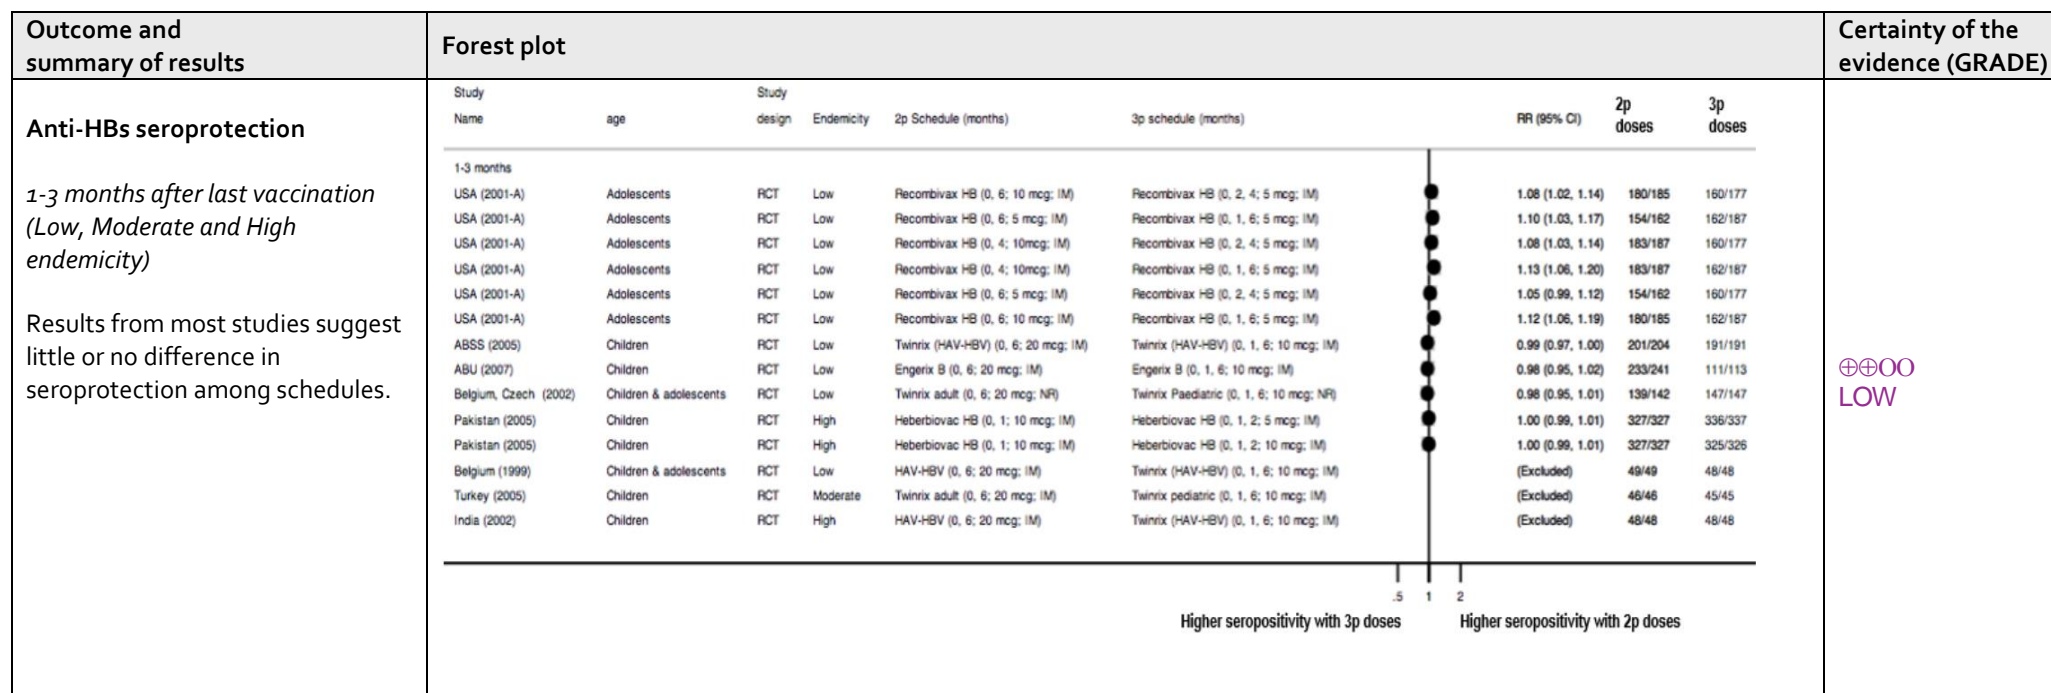 Outcome and
summary of results
Forest plot
Certainty of the
evidence (GRADE)
Anti-HBs seroprotection
1-3 months after last vaccination
(Low, Moderate and High
endemicity)
Results from most studies suggest
little or no difference in
seroprotection among schedules.
Study Study 2p 3p
Name age design Endemicity 2p Schedule (months) 3p schedule (months) RR (95% CI) doses doses
1-3 months
USA (2001-A) Adolescents RCT Low Recombivax HB (0, 6; 10 mcg; IM) Recombivax HB (0, 2, 4; 5 mcg; IM) 1.08 (1.02, 1.14) 180/185 160/177
USA (2001-A) Adolescents RCT Low Recombivax HB (0, 6; 5 mcg; IM) Recombivax HB (0, 1, 6; 5 mcg; IM) 1.10 (1.03, 1.17) 154/162 162/187
USA (2001-A) Adolescents RCT Low Recombivax HB (0, 4; 10mcg; IM) Recombivax HB (0, 2, 4; 5 mcg; IM) 1.08 (1.03, 1.14) 183/187 160/177
USA (2001-A) Adolescents RCT Low Recombivax HB (0, 4; 10mcg; IM) Recombivax HB (0, 1, 6; 5 mcg; IM) 1.13 (1.06, 1.20) 183/187 162/187
USA (2001-A) Adolescents RCT Low Recombivax HB (0, 6; 5 mcg; IM) Recombivax HB (0, 2, 4; 5 mcg; IM) 1.05 (0.99, 1.12) 154/162 160/177
USA (2001-A) Adolescents RCT Low Recombivax HB (0, 6; 10 mcg; IM) Recombivax HB (0, 1, 6; 5 mcg; IM) 1.12 (1.06, 1.19) 180/185 162/187
ABSS (2005) Children RCT Low Twinrix (HAV-HBV) (0, 6; 20 mcg; IM) Twinrix (HAV-HBV) (0, 1, 6; 10 mcg; IM) 0.99 (0.97, 1.00) 201/204 191/191
ABU (2007) Children RCT Low Engerix B (0, 6; 20 mcg; IM) Engerix B (0, 1, 6; 10 mcg; IM) 0.98 (0.95, 1.02) 233/241 111/113
Belgium, Czech (2002) Children & adolescents RCT Low Twinrix adult (0, 6; 20 mcg; NR) Twinrix Paediatric (0, 1, 6; 10 mcg; NR) 0.98 (0.95, 1.01) 139/142 147/147
Pakistan (2005) Children RCT High Heberbiovac HB (0, 1; 10 mcg; IM) Heberbiovac HB (0, 1, 2; 5 mcg; IM) 1.00 (0.99, 1.01) 327/327 336/337
Pakistan (2005) Children RCT High Heberbiovac HB (0, 1; 10 mcg; IM) Heberbiovac HB (0, 1, 2; 10 mcg; IM) 1.00 (0.99, 1.01) 327/327 325/326
Belgium (1999) Children & adolescents RCT Low HAV-HBV (0, 6; 20 mcg; IM) Twinrix (HAV-HBV) (0, 1, 6; 10 mcg; IM) (Excluded) 49/49 48/48
Turkey (2005) Children RCT Moderate Twinrix adult (0, 6; 20 mcg; IM) Twinrix pediatric (0, 1, 6; 10 mcg; IM) (Excluded) 46/46 45/45
India (2002) Children RCT High HAV-HBV (0, 6; 20 mcg; IM) Twinrix (HAV-HBV) (0, 1, 6; 10 mcg; IM) (Excluded) 48/48 48/48
.5 1 2
Higher seropositivity with 3p doses Higher seropositivity with 2p doses
⊕⊕OO
LOW